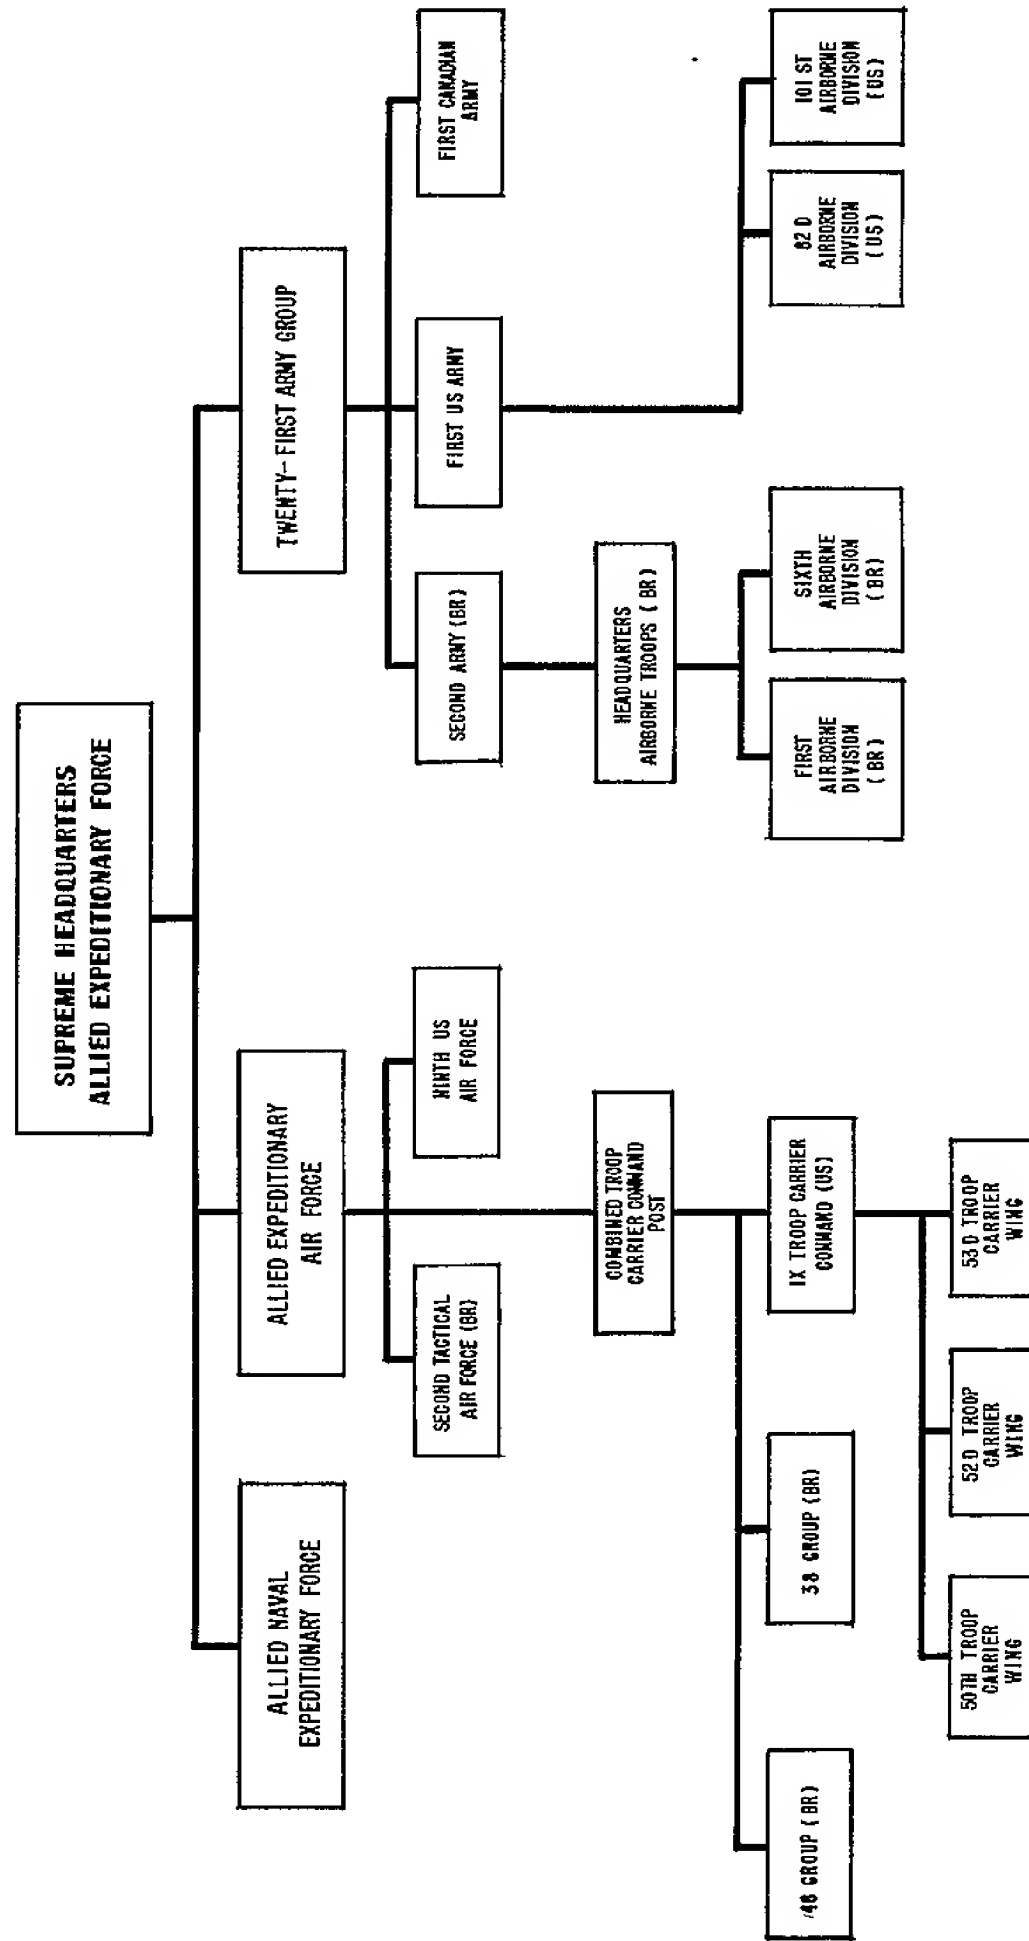 SUPREME HEADQUARTERS
ALLIED EXPEDITIONARY FORCE
ALLIED NAVAL
EXPEDITIONARY FORCE
ALLIED EXPEDITIONARY
AIR FORCE
TWENTY-FIRST ARMY GROUP
SECOND TACTICAL
AIR FORCE (BR)
NINTH US
AIR FORCE
SECOND ARMY (BR)
FIRST US ARMY
FIRST CANADIAN
ARMY
COMBINED TROOP
CARRIER COMMAND
POST
HEADQUARTERS
AIRBORNE TROOPS (BR)
46 GROUP (BR)
38 GROUP (BR)
IX TROOP CARRIER
COMMAND (US)
FIRST
AIRBORNE
DIVISION
(BR)
SIXTH
AIRBORNE
DIVISION
(BR)
82 D
AIRBORNE
DIVISION
(US)
101 ST
AIRBORNE
DIVISION
(US)
50TH TROOP
CARRIER
WING
52D TROOP
CARRIER
WING
53D TROOP
CARRIER
WING